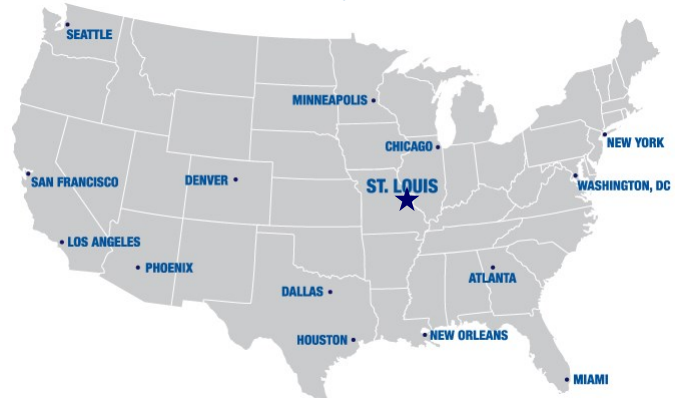 SEATTLE
MINNEAPOLIS
CHICAGO
NEW YORK
SAN FRANCISCO
DENVER
ST. LOUIS
WASHINGTON, DC
LOS ANGELES
PHOENIX
ATLANTA
DALLAS
HOUSTON
NEW ORLEANS
MIAMI